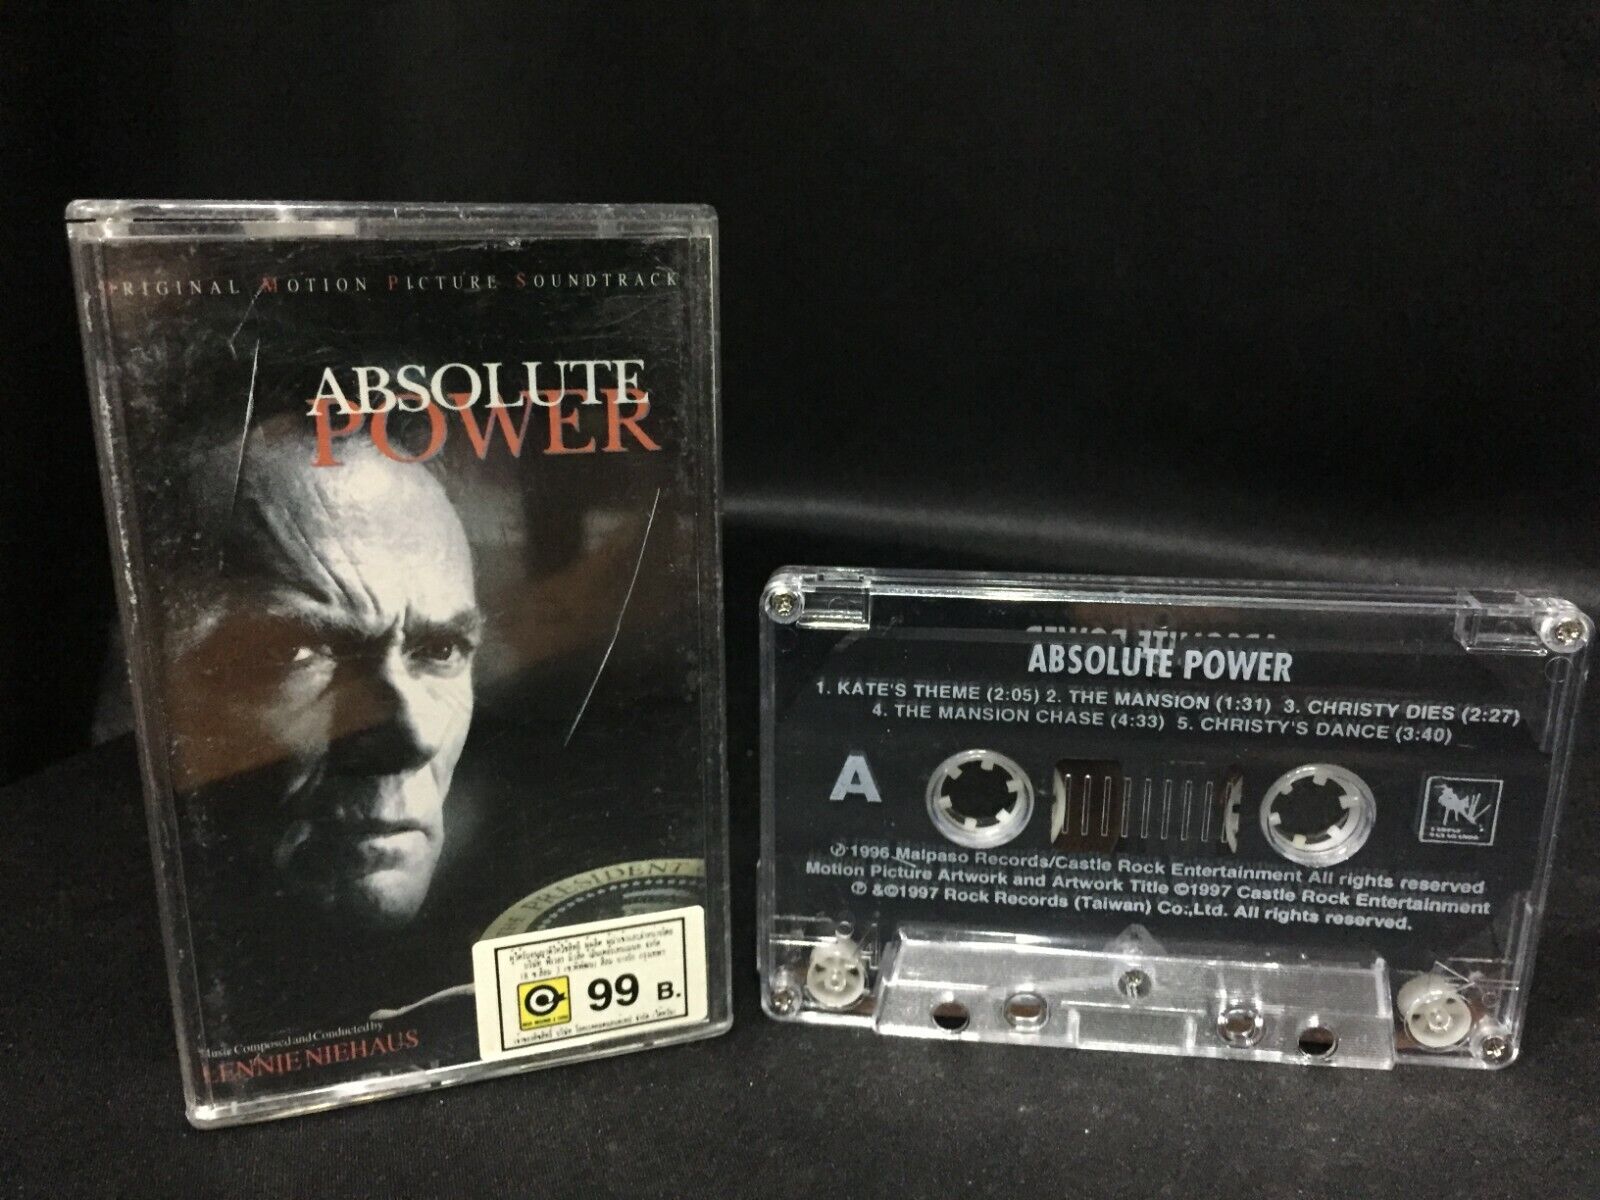 ORIGINAL MOTION PICTURE SOUNDTRACK
ABSOLUTE
POWER
PRESIDENT
99 B.
Music Composed and Conducted by
LENNIE NIEHAUS
ABSOLUTE POWER
1. KATE'S THEME (2:05) 2. THE MANSION (1:31) 3. CHRISTY DIES (2:27)
4. THE MANSION CHASE (4:33) 5. CHRISTY'S DANCE (3:40)
A
℗1996 Malpaso Records/Castle Rock Entertainment All rights reserved
Motion Picture Artwork and Artwork Title ©1997 Castle Rock Entertainment
℗ &©1997 Rock Records (Taiwan) Co.,Ltd. All rights reserved.